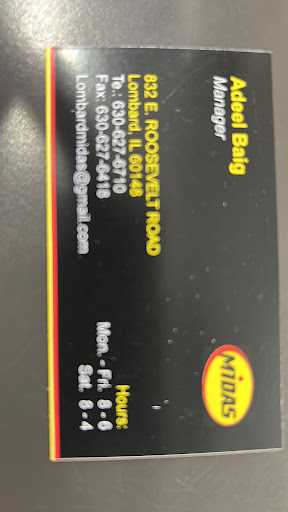 Adeel Baig
Manager
MIDAS
832 E. ROOSEVELT ROAD
Lombard, IL 60148
Te.: 630-627-6710
Fax: 630-627-6418
Lombardmidas@gmail.com
Hours:
Mon. - Fri. 8 - 6
Sat. 8 - 4